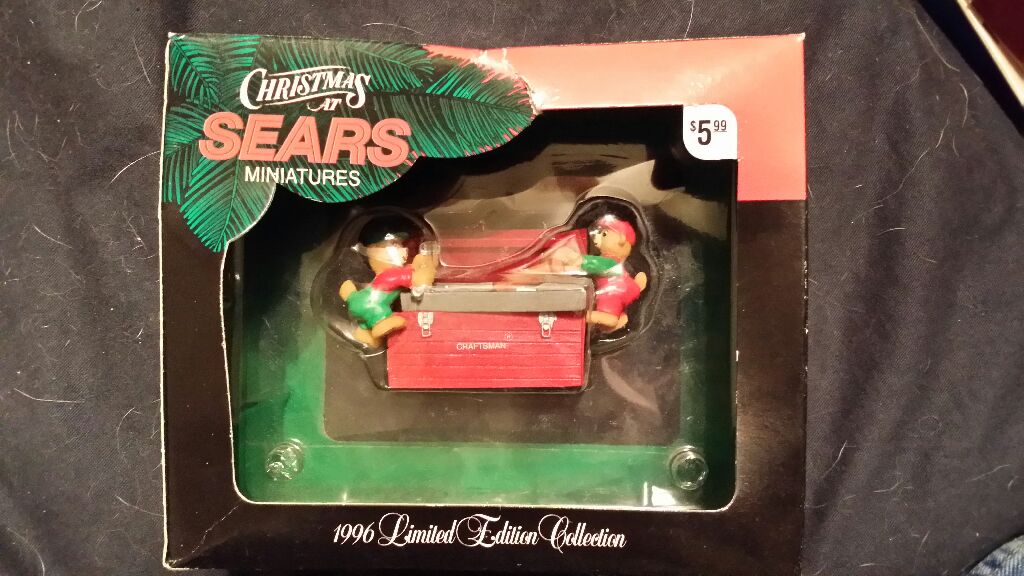 CHRISTMAS
AT
SEARS
MINIATURES
$5 99
CRAFTSMAN®
1996 Limited Edition Collection